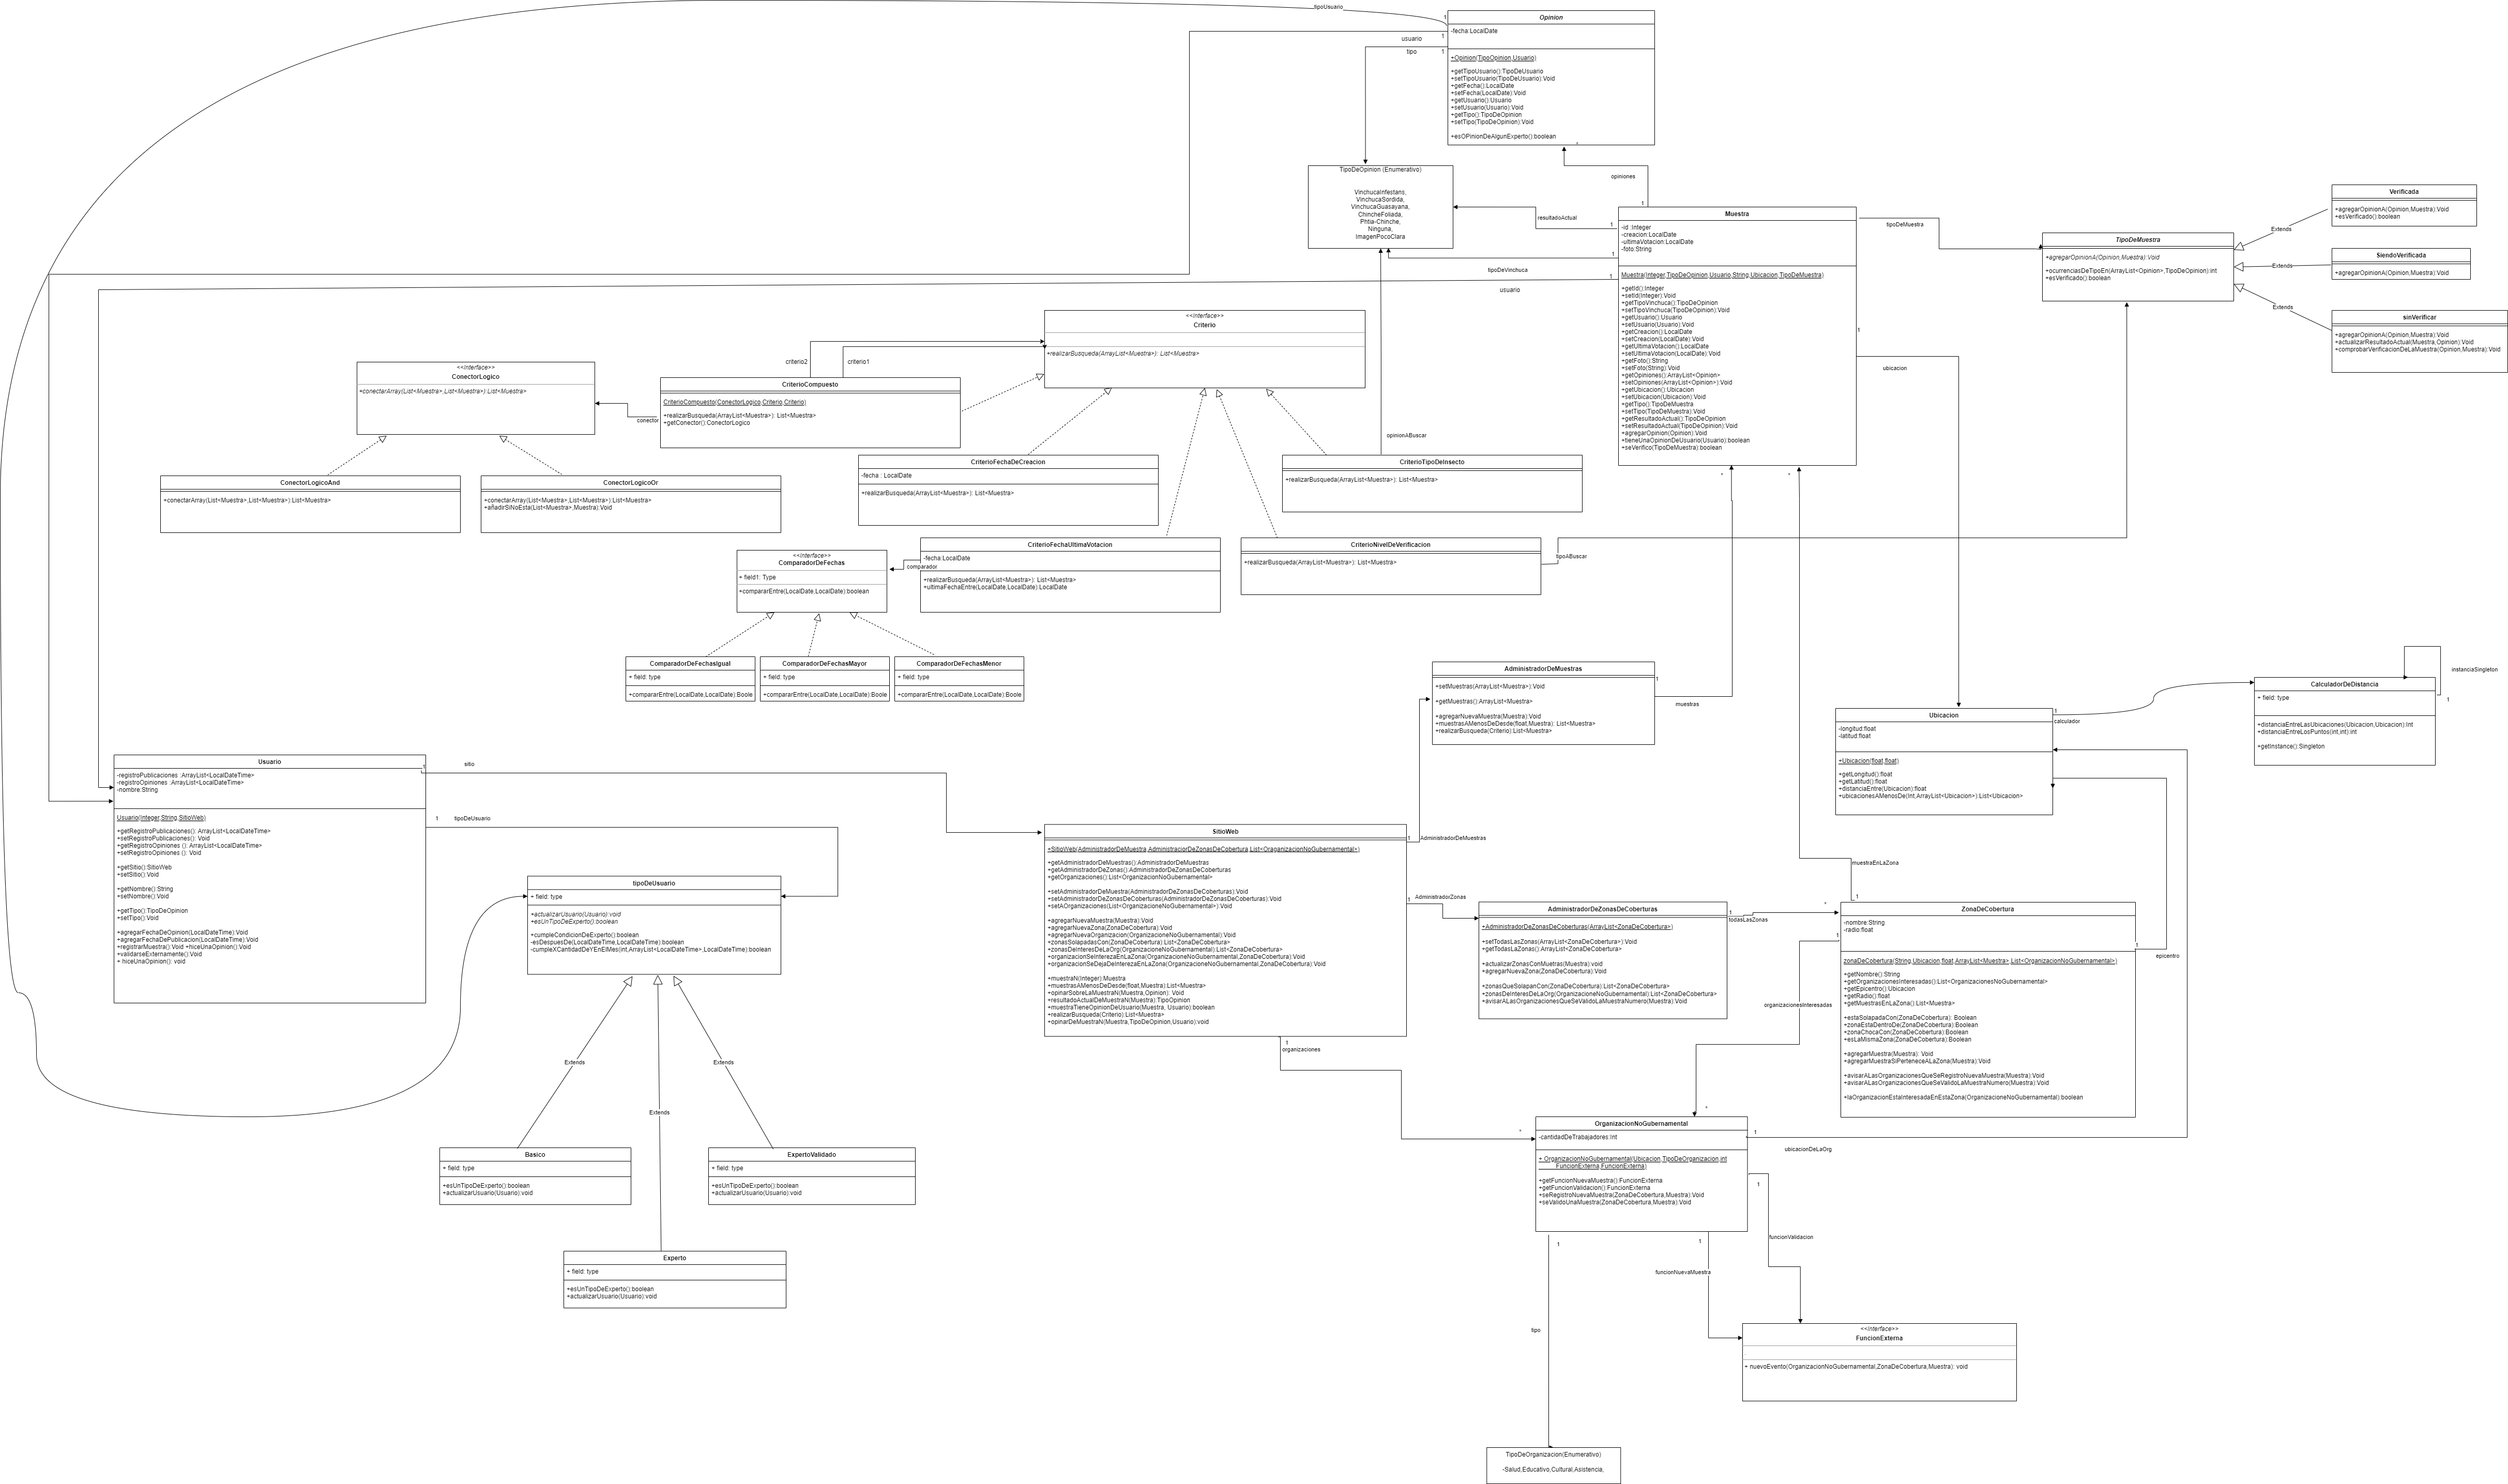 tipoUsuario
1
Opinion
-fecha:LocalDate
1
usuario
tipo
1
+Opinion(TipoOpinion,Usuario)
+getTipoUsuario():TipoDeUsuario
+setTipoUsuario(TipoDeUsuario):Void
+getFecha():LocalDate
+setFecha(LocalDate):Void
+getUsuario():Usuario
+setUsuario(Usuario):Void
+getTipo():TipoDeOpinion
+setTipo(TipoDeOpinion):Void
+esOPinionDeAlgunExperto():boolean
*
TipoDeOpinion (Enumerativo)
VinchucaInfestans,
VinchucaSordida,
VinchucaGuasayana,
ChincheFoliada,
Phtia-Chinche,
Ninguna,
ImagenPocoClara
opiniones
1
resultadoActual
1
1
tipoDeVinchuca
1
usuario
Muestra
-id :Integer
-creacion:LocalDate
-ultimaVotacion:LocalDate
-foto:String
Muestra(Integer,TipoDeOpinion,Usuario,String,Ubicacion,TipoDeMuestra)
+getId():Integer
+setId(Integer):Void
+getTipoVinchuca():TipoDeOpinion
+setTipoVinchuca(TipoDeOpinion):Void
+getUsuario():Usuario
+setUsuario(Usuario):Void
+getCreacion():LocalDate
+setCreacion(LocalDate):Void
+getUltimaVotacion():LocalDate
+setUltimaVotacion(LocalDate):Void
+getFoto():String
+setFoto(String):Void
+getOpiniones():ArrayList<Opinion>
+setOpiniones(ArrayList<Opinion>):Void
+getUbicacion():Ubicacion
+setUbicacion(Ubicacion):Void
+getTipo():TipoDeMuestra
+setTipo(TipoDeMuestra):Void
+getResultadoActual():TipoDeOpinion
+setResultadoActual(TipoDeOpinion):Void
+agregarOpinion(Opinion):Void
+tieneUnaOpinionDeUsuario(Usuario):boolean
+seVerifico(TipoDeMuestra):boolean
tipoDeMuestra
1
ubicacion
TipoDeMuestra
+agregarOpinionA(Opinion,Muestra):Void
+ocurrenciasDeTipoEn(ArrayList<Opinion>,TipoDeOpinion):int
+esVerificado():boolean
Extends
Extends
Extends
Verificada
+agregarOpinionA(Opinion,Muestra):Void
+esVerificado():boolean
SiendoVerificada
+agregarOpinionA(Opinion,Muestra):Void
sinVerificar
+agregarOpinionA(Opinion,Muestra):Void
+actualizarResultadoActual(Muestra,Opinion):Void
+comprobarVerificacionDeLaMuestra(Opinion,Muestra):Void
<<interface>>
Criterio
+realizarBusqueda(ArrayList<Muestra>): List<Muestra>
criterio2
criterio1
<<interface>>
ConectorLogico
+conectarArray(List<Muestra>,List<Muestra>):List<Muestra>
CriterioCompuesto
CriterioCompuesto(ConectorLogico,Criterio,Criterio)
+realizarBusqueda(ArrayList<Muestra>): List<Muestra>
+getConector():ConectorLogico
conector
ConectorLogicoAnd
+conectarArray(List<Muestra>,List<Muestra>):List<Muestra>
ConectorLogicoOr
+conectarArray(List<Muestra>,List<Muestra>):List<Muestra>
+añadirSiNoEsta(List<Muestra>,Muestra):Void
CriterioFechaDeCreacion
-fecha : LocalDate
+realizarBusqueda(ArrayList<Muestra>): List<Muestra>
opinionABuscar
CriterioTipoDeInsecto
+realizarBusqueda(ArrayList<Muestra>): List<Muestra>
CriterioFechaUltimaVotacion
-fecha:LocalDate
+realizarBusqueda(ArrayList<Muestra>): List<Muestra>
+ultimaFechaEntre(LocalDate,LocalDate):LocalDate
comparador
CriterioNivelDeVerificacion
+realizarBusqueda(ArrayList<Muestra>): List<Muestra>
tipoABuscar
<<interface>>
ComparadorDeFechas
+ field1: Type
+compararEntre(LocalDate,LocalDate):boolean
ComparadorDeFechasIgual
+ field: type
+compararEntre(LocalDate,LocalDate):Boole
ComparadorDeFechasMayor
+ field: type
+compararEntre(LocalDate,LocalDate):Boole
ComparadorDeFechasMenor
+ field: type
+compararEntre(LocalDate,LocalDate):Boole
*
*
AdministradorDeMuestras
+setMuestras(ArrayList<Muestra>):Void
+getMuestras():ArrayList<Muestra>
+agregarNuevaMuestra(Muestra):Void
+muestrasAMenosDeDesde(float,Muestra): List<Muestra>
+realizarBusqueda(Criterio):List<Muestra>
1
muestras
Ubicacion
-longitud:float
-latitud:float
+Ubicacion(float,float)
+getLongitud():float
+getLatitud():float
+distanciaEntre(Ubicacion):float
+ubicacionesAMenosDe(Int,ArrayList<Ubicacion>):List<Ubicacion>
1
calculador
CalculadorDeDistancia
+ field: type
+distanciaEntreLasUbicaciones(Ubicacion,Ubicacion):Int
+distanciaEntreLosPuntos(int,int):int
+getInstance():Singleton
instanciaSingleton
1
Usuario
-registroPublicaciones :ArrayList<LocalDateTime>
-registroOpiniones :ArrayList<LocalDateTime>
-nombre:String
Usuario(Integer,String,SitioWeb)
+getRegistroPublicaciones(): ArrayList<LocalDateTime>
+setRegistroPublicaciones(): Void
+getRegistroOpiniones (): ArrayList<LocalDateTime>
+setRegistroOpiniones (): Void
+getSitio():SitioWeb
+setSitio():Void
+getNombre():String
+setNombre():Void
+getTipo():TipoDeOpinion
+setTipo():Void
+agregarFechaDeOpinion(LocalDateTime):Void
+agregarFechaDePublicacion(LocalDateTime):Void
+registrarMuestra():Void +hiceUnaOpinion():Void
+validarseExternamente():Void
+ hiceUnaOpinion(): void
1
sitio
1
tipoDeUsuario
tipoDeUsuario
+ field: type
+actualizarUsuario(Usuario):void
+esUnTipoDeExperto():boolean
+cumpleCondicionDeExperto():boolean
-esDespuesDe(LocalDateTime,LocalDateTime):boolean
-cumpleXCantidadDeYEnElMes(Int,ArrayList<LocalDateTime>,LocalDateTime):boolean
Extends
Extends
Extends
Basico
+ field: type
+esUnTipoDeExperto():boolean
+actualizarUsuario(Usuario):void
ExpertoValidado
+ field: type
+esUnTipoDeExperto():boolean
+actualizarUsuario(Usuario):void
Experto
+ field: type
+esUnTipoDeExperto():boolean
+actualizarUsuario(Usuario):void
SitioWeb
+SitioWeb(AdministradorDeMuestra,AdministraciorDeZonasDeCobertura,List<OraganizacionNoGubernamental>)
+getAdministradorDeMuestras():AdministradorDeMuestras
+getAdministradorDeZonas():AdministradorDeZonasDeCoberturas
+getOrganizaciones():List<OrganizacionNoGubernamental>
+setAdministradorDeMuestra(AdministradorDeZonasDeCoberturas):Void
+setAdministradorDeZonasDeCoberturas(AdministradorDeZonasDeCoberturas):Void
+setAOrganizaciones(List<OrganizacioneNoGubernamental>):Void
+agregarNuevaMuestra(Muestra):Void
+agregarNuevaZona(ZonaDeCobertura):Void
+agregarNuevaOrganizacion(OrganizacioneNoGubernamental):Void
+zonasSolapadasCon(ZonaDeCobertura):List<ZonaDeCobertura>
+zonasDeInteresDeLaOrg(OrganizacioneNoGubernamental):List<ZonaDeCobertura>
+organizacionSeInterezaEnLaZona(OrganizacioneNoGubernamental,ZonaDeCobertura):Void
+organizacionSeDejaDeInterezaEnLaZona(OrganizacioneNoGubernamental,ZonaDeCobertura):Void
+muestraN(Integer):Muestra
+muestrasAMenosDeDesde(float,Muestra):List<Muestra>
+opinarSobreLaMuestraN(Muestra,Opinion): Void
+resultadoActualDeMuestraN(Muestra):TipoOpinion
+muestraTieneOpinionDeUsuario(Muestra, Usuario):boolean
+realizarBusqueda(Criterio):List<Muestra>
+opinarDeMuestraN(Muestra,TipoDeOpinion,Usuario):void
1
AdministradorDeMuestras
AdministradorZonas
1
1
organizaciones
*
AdministradorDeZonasDeCoberturas
+AdministradorDeZonasDeCoberturas(ArrayList<ZonaDeCobertura>)
+setTodasLasZonas(ArrayList<ZonaDeCobertura>):Void
+getTodasLaZonas():ArrayList<ZonaDeCobertura>
+actualizarZonasConMuetras(Muestra):void
+agregarNuevaZona(ZonaDeCobertura):Void
+zonasQueSolapanCon(ZonaDeCobertura):List<ZonaDeCobertura>
+zonasDeInteresDeLaOrg(OrganizacioneNoGubernamental):List<ZonaDeCobertura>
+avisarALasOrganizacionesQueSeValidoLaMuestraNumero(Muestra):Void
1
todasLasZonas
*
muestraEnLaZona
1
ZonaDeCobertura
-nombre:String
-radio:float
zonaDeCobertura(String,Ubicacion,float,ArrayList<Muestra>,List<OrganizacionNoGubernamental>)
+getNombre():String
+getOrganizacionesInteresadas():List<OrganizacioneNoGubernamental>
+getEpicentro():Ubicacion
+getRadio():float
+getMuestrasEnLaZona():List<Muestra>
+estaSolapadaCon(ZonaDeCobertura): Boolean
+zonaEstaDentroDe(ZonaDeCobertura):Boolean
+zonaChocaCon(ZonaDeCobertura):Boolean
+esLaMismaZona(ZonaDeCobertura):Boolean
+agregarMuestra(Muestra): Void
+agregarMuestraSiPerteneceALaZona(Muestra):Void
+avisarALasOrganizacionesQueSeRegistroNuevaMuestra(Muestra):Void
+avisarALasOrganizacionesQueSeValidoLaMuestraNumero(Muestra):Void
+laOrganizacionEstaInteresadaEnEstaZona(OrganizacioneNoGubernamental):boolean
1
epicentro
1
organizacionesInteresadas
*
OrganizacionNoGubernamental
-cantidadDeTrabajadores:Int
+ OrganizacionNoGubernamental(Ubicacion,TipoDeOrganizacion,int
FuncionExterna,FuncionExterna)
+getFuncionNuevaMuestra():FuncionExterna
+getFuncionValidacion():FuncionExterna
+seRegistroNuevaMuestra(ZonaDeCobertura,Muestra):Void
+seValidoUnaMuestra(ZonaDeCobertura,Muestra):Void
1
ubicacionDeLaOrg
1
funcionValidacion
1
funcionNuevaMuestra
1
tipo
<<interface>>
FuncionExterna
+ nuevoEvento(OrganizacionNoGubernamental,ZonaDeCobertura,Muestra): void
TipoDeOrganizacion(Enumerativo)
-Salud,Educativo,Cultural,Asistencia,